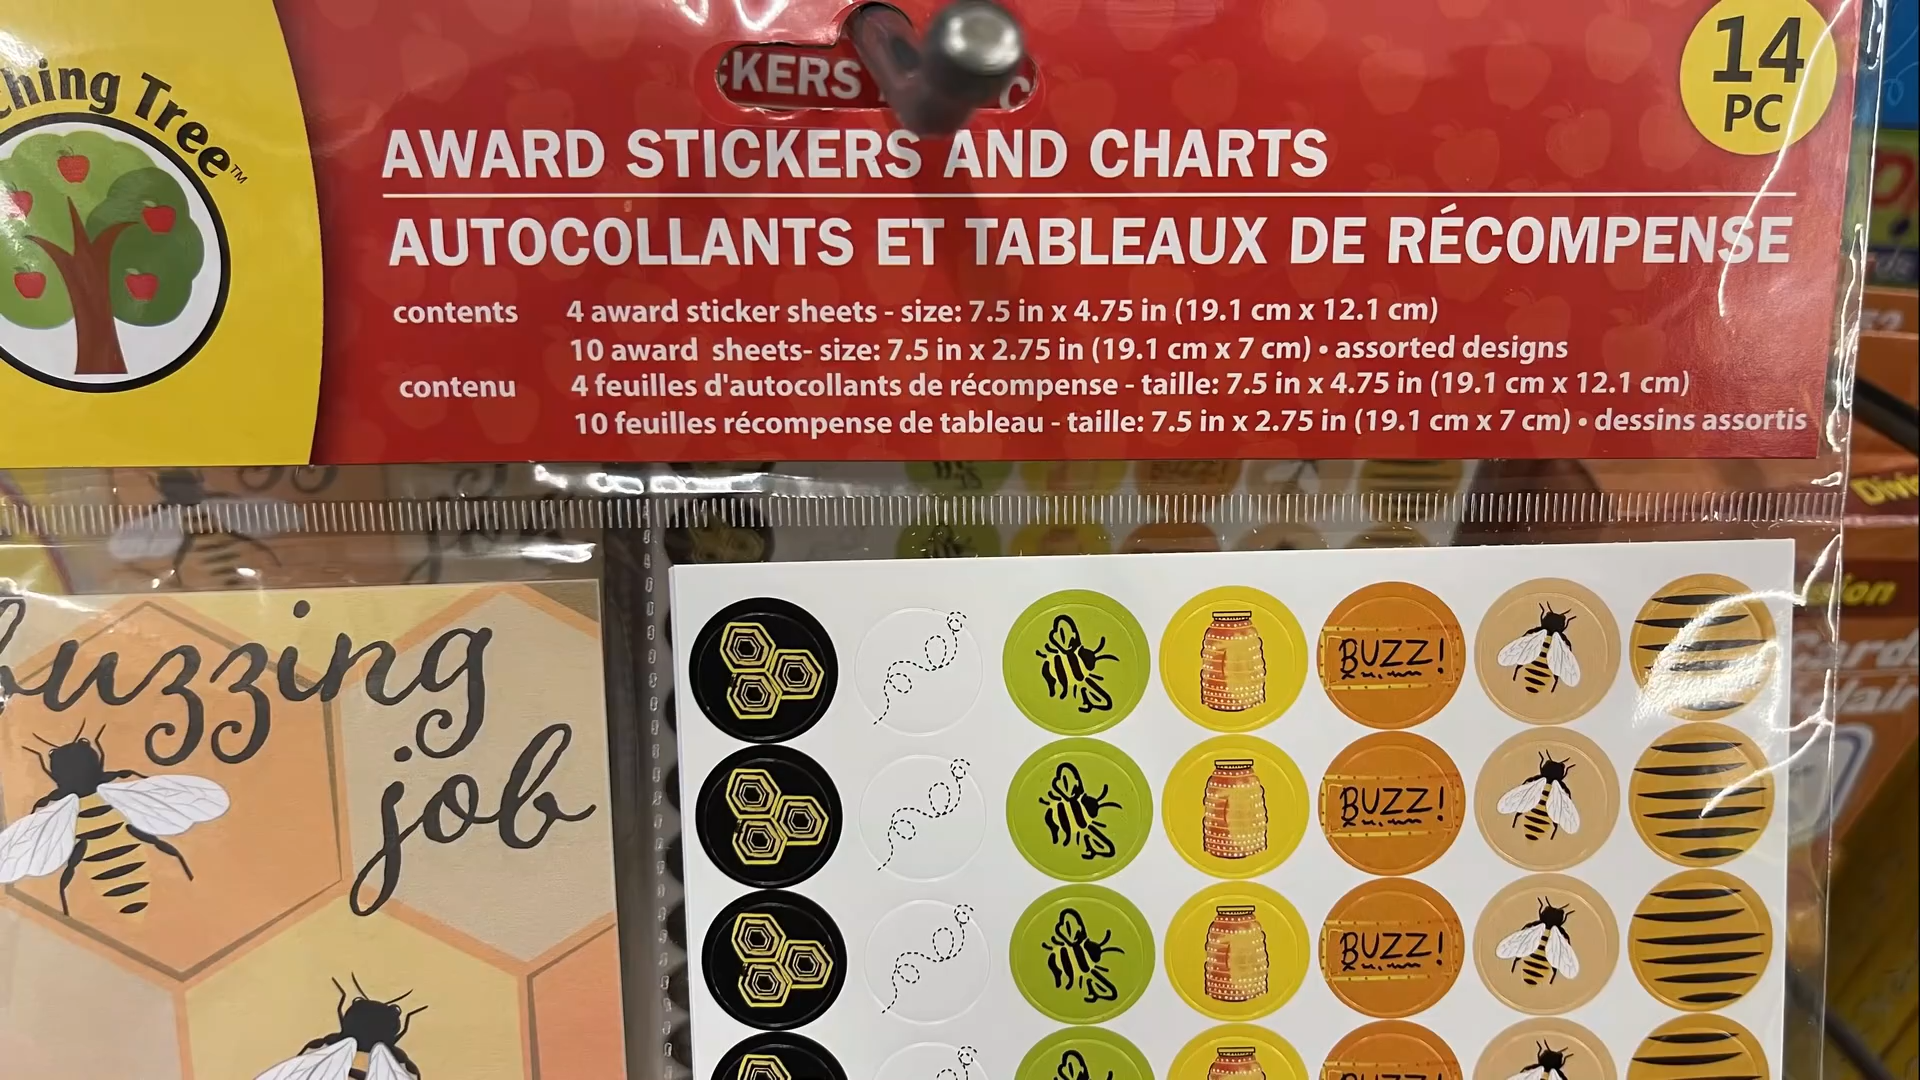 ching Tree™
KERS
C
14
PC
AWARD STICKERS AND CHARTS
AUTOCOLLANTS ET TABLEAUX DE RÉCOMPENSE
contents 4 award sticker sheets - size: 7.5 in x 4.75 in (19.1 cm x 12.1 cm)
10 award sheets- size: 7.5 in x 2.75 in (19.1 cm x 7 cm) • assorted designs
contenu 4 feuilles d'autocollants de récompense - taille: 7.5 in x 4.75 in (19.1 cm x 12.1 cm)
10 feuilles récompense de tableau - taille: 7.5 in x 2.75 in (19.1 cm x 7 cm) • dessins assortis
buzzing
job
BUZZ!
BUZZ!
BUZZ!
BUZZ!